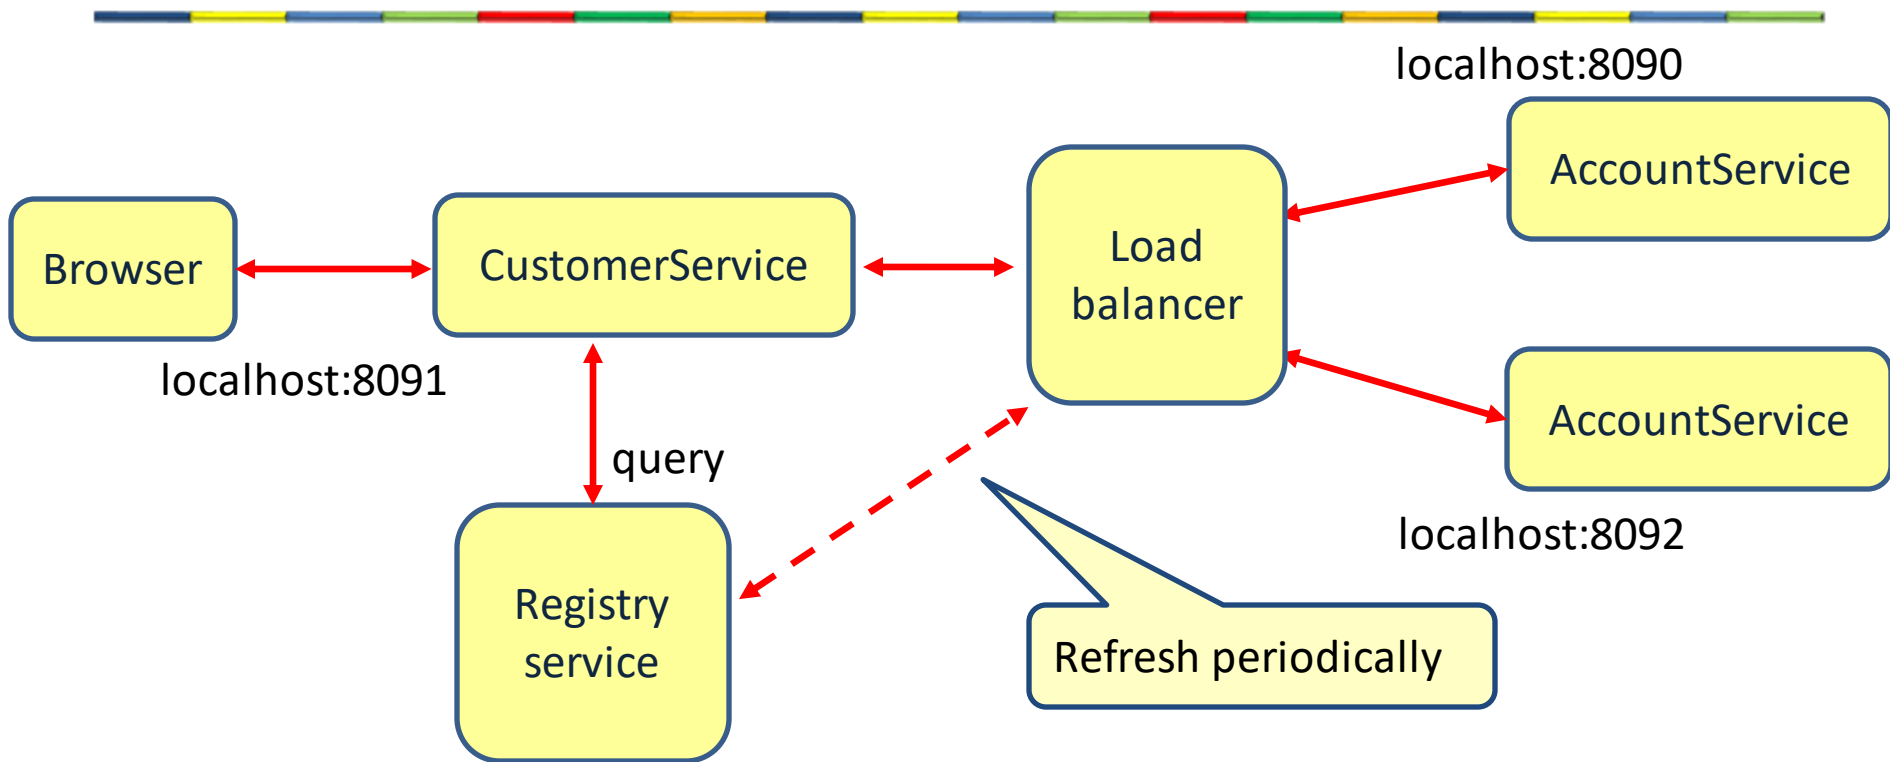 localhost:8090
AccountService
Browser
CustomerService
Load
balancer
localhost:8091
AccountService
query
localhost:8092
Registry
service
Refresh periodically